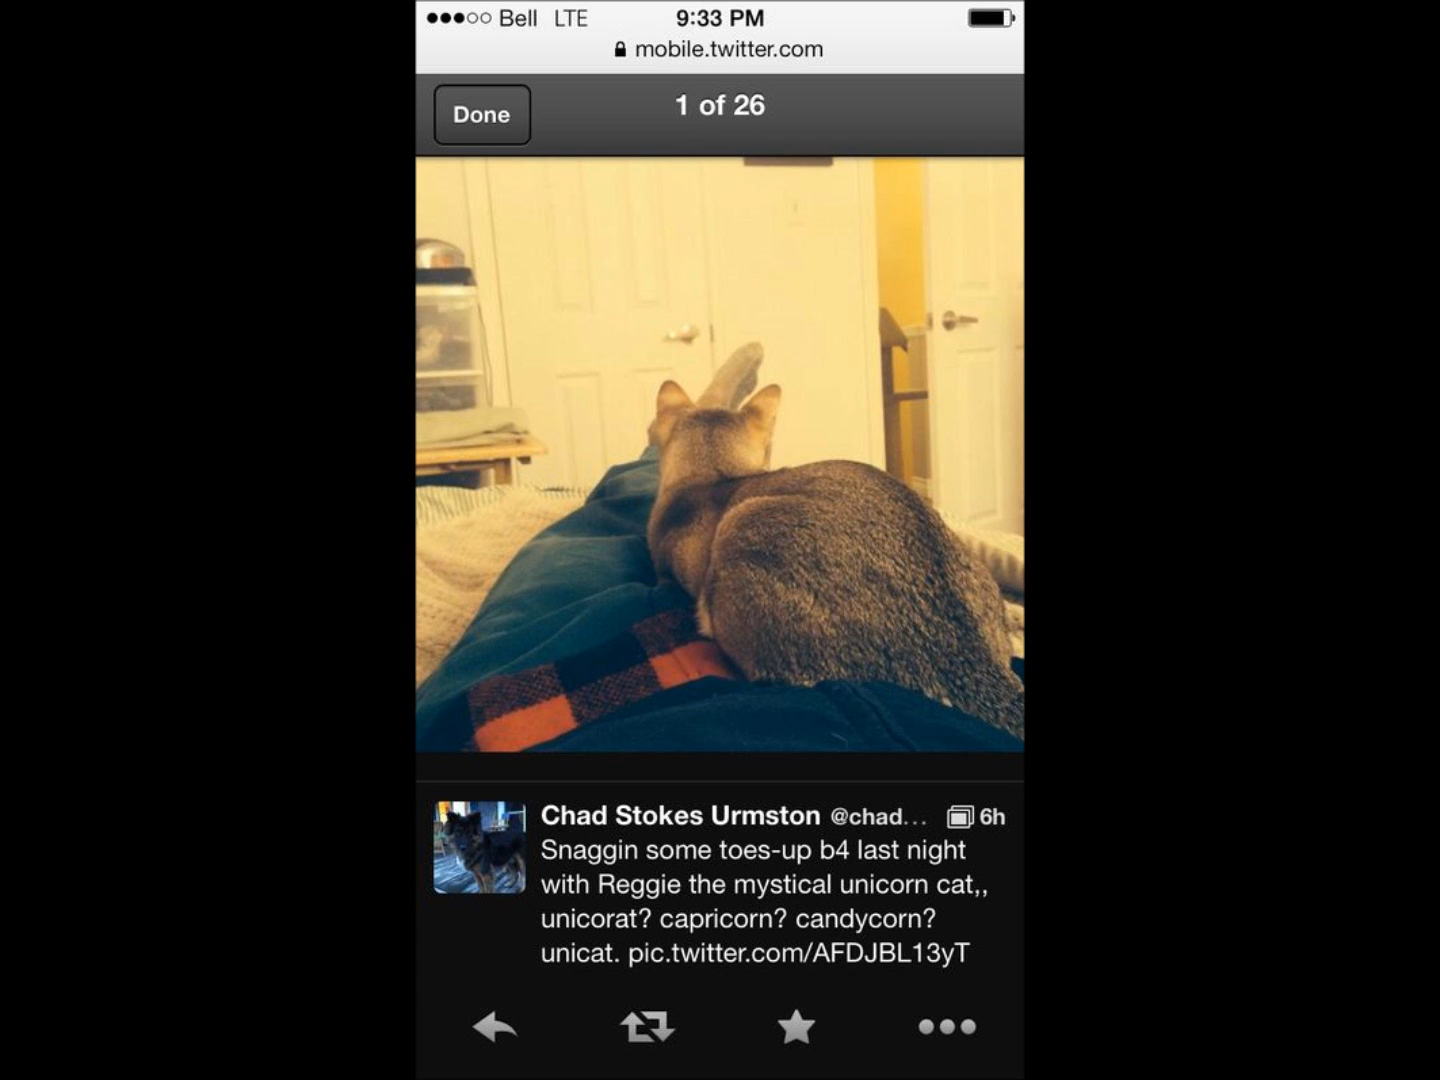 Bell LTE 9:33 PM
mobile.twitter.com
Done 1 of 26
Chad Stokes Urmston @chad... 6h
Snaggin some toes-up b4 last night
with Reggie the mystical unicorn cat,,
unicorat? capricorn? candycorn?
unicat. pic.twitter.com/AFDJBL13yT